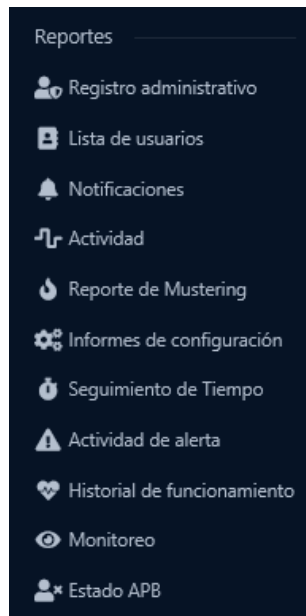 Reportes
Registro administrativo
Lista de usuarios
Notificaciones
Actividad
Reporte de Mustering
Informes de configuración
Seguimiento de Tiempo
Actividad de alerta
Historial de funcionamiento
Monitoreo
Estado APB